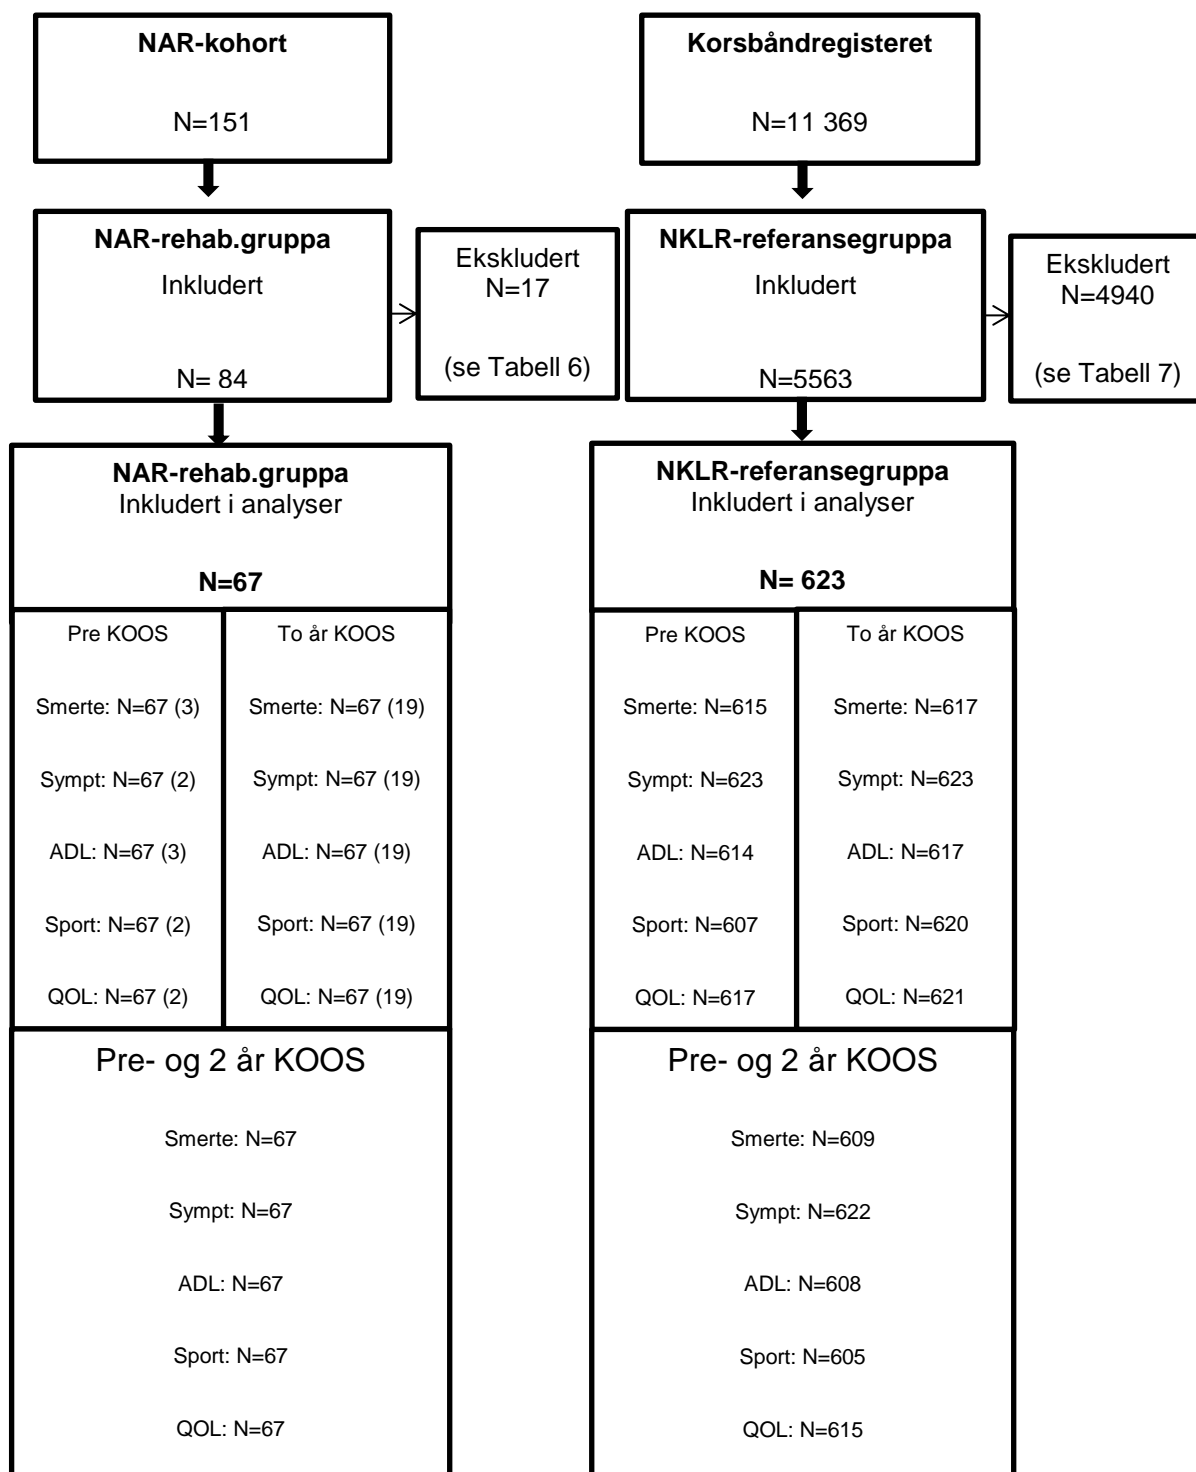 NAR-kohort
N=151
Korsbåndregisteret
N=11 369
NAR-rehab.gruppa
Inkludert
N= 84
Ekskludert
N=17
(se Tabell 6)
NKLR-referansegruppa
Inkludert
N=5563
Ekskludert
N=4940
(se Tabell 7)
NAR-rehab.gruppa
Inkludert i analyser
N=67
NKLR-referansegruppa
Inkludert i analyser
N= 623
Pre KOOS
Smerte: N=67 (3)
Sympt: N=67 (2)
ADL: N=67 (3)
Sport: N=67 (2)
QOL: N=67 (2)
To år KOOS
Smerte: N=67 (19)
Sympt: N=67 (19)
ADL: N=67 (19)
Sport: N=67 (19)
QOL: N=67 (19)
Pre KOOS
Smerte: N=615
Sympt: N=623
ADL: N=614
Sport: N=607
QOL: N=617
To år KOOS
Smerte: N=617
Sympt: N=623
ADL: N=617
Sport: N=620
QOL: N=621
Pre- og 2 år KOOS
Smerte: N=67
Sympt: N=67
ADL: N=67
Sport: N=67
QOL: N=67
Pre- og 2 år KOOS
Smerte: N=609
Sympt: N=622
ADL: N=608
Sport: N=605
QOL: N=615